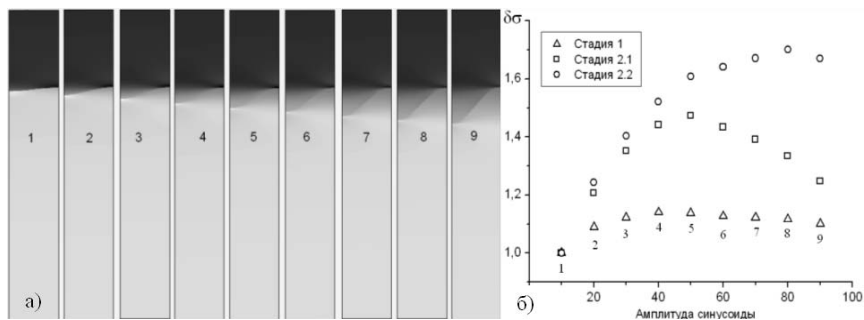 1 2 3 4 5 6 7 8 9
а)
δσ
Стадия 1
Стадия 2.1
Стадия 2.2
1,6
1,4
1,2
1,0
1 2 3 4 5 6 7 8 9
20 40 60 80 100
Амплитуда синусоиды
б)